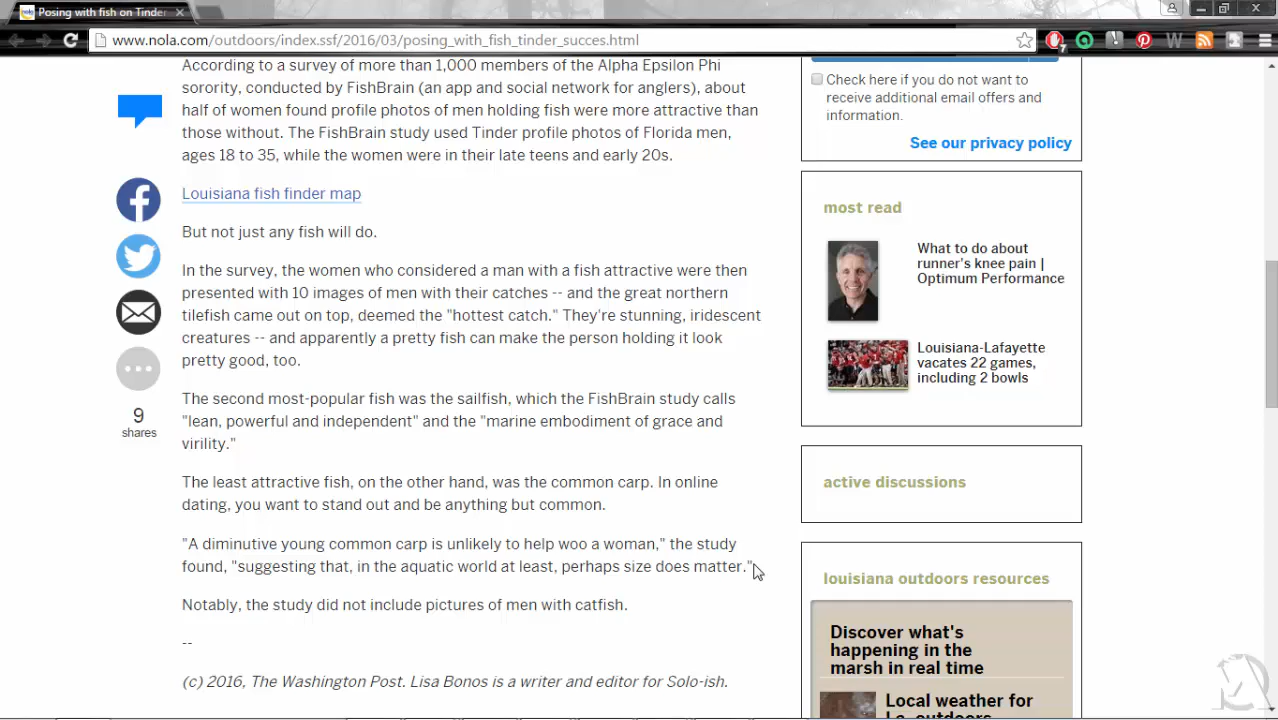 Posing with fish on Tinder
www.nola.com/outdoors/index.ssf/2016/03/posing_with_fish_tinder_succes.html
7
According to a survey of more than 1,000 members of the Alpha Epsilon Phi
sorority, conducted by FishBrain (an app and social network for anglers), about
half of women found profile photos of men holding fish were more attractive than
those without. The FishBrain study used Tinder profile photos of Florida men,
ages 18 to 35, while the women were in their late teens and early 20s.
Louisiana fish finder map
But not just any fish will do.
In the survey, the women who considered a man with a fish attractive were then
presented with 10 images of men with their catches -- and the great northern
tilefish came out on top, deemed the "hottest catch." They're stunning, iridescent
creatures -- and apparently a pretty fish can make the person holding it look
pretty good, too.
The second most-popular fish was the sailfish, which the FishBrain study calls
"lean, powerful and independent" and the "marine embodiment of grace and
virility."
The least attractive fish, on the other hand, was the common carp. In online
dating, you want to stand out and be anything but common.
"A diminutive young common carp is unlikely to help woo a woman," the study
found, "suggesting that, in the aquatic world at least, perhaps size does matter."
Notably, the study did not include pictures of men with catfish.
--
(c) 2016, The Washington Post. Lisa Bonos is a writer and editor for Solo-ish.
9
shares
Check here if you do not want to
receive additional email offers and
information.
See our privacy policy
most read
What to do about
runner's knee pain |
Optimum Performance
Louisiana-Lafayette
vacates 22 games,
including 2 bowls
active discussions
louisiana outdoors resources
Discover what's
happening in the
marsh in real time
Local weather for
La. outdoors